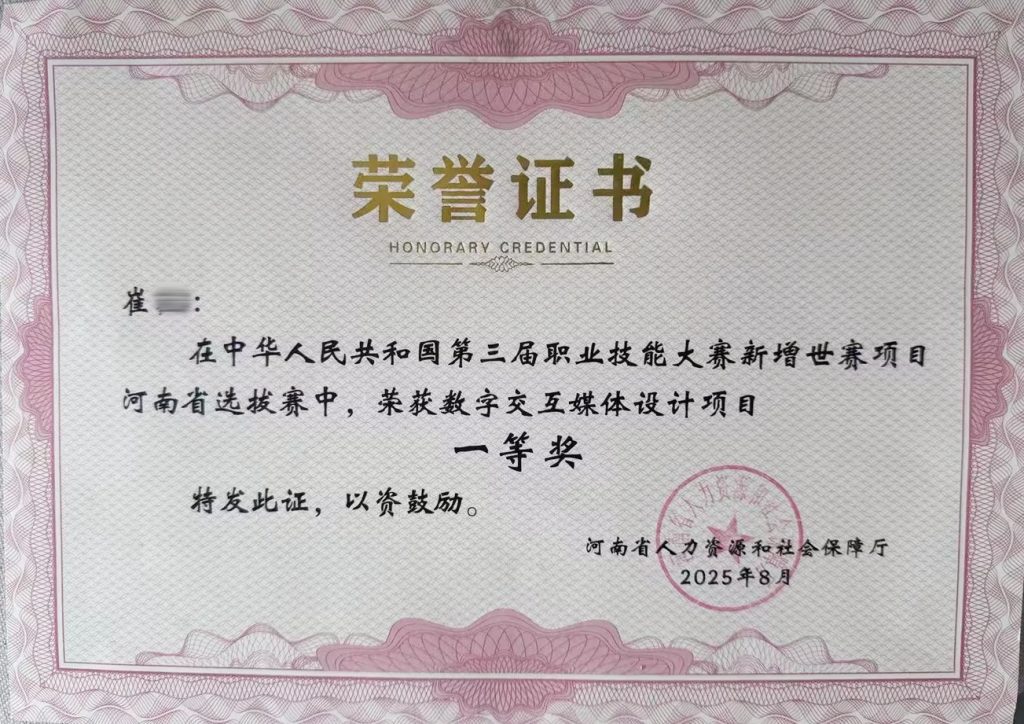 荣誉证书
HONORARY CREDENTIAL
崔 :
在中华人民共和国第三届职业技能大赛新增世赛项目
河南省选拔赛中，荣获数字交互媒体设计项目
一等奖
特发此证，以资鼓励。
河南省人力资源和社会保障厅
2025年8月